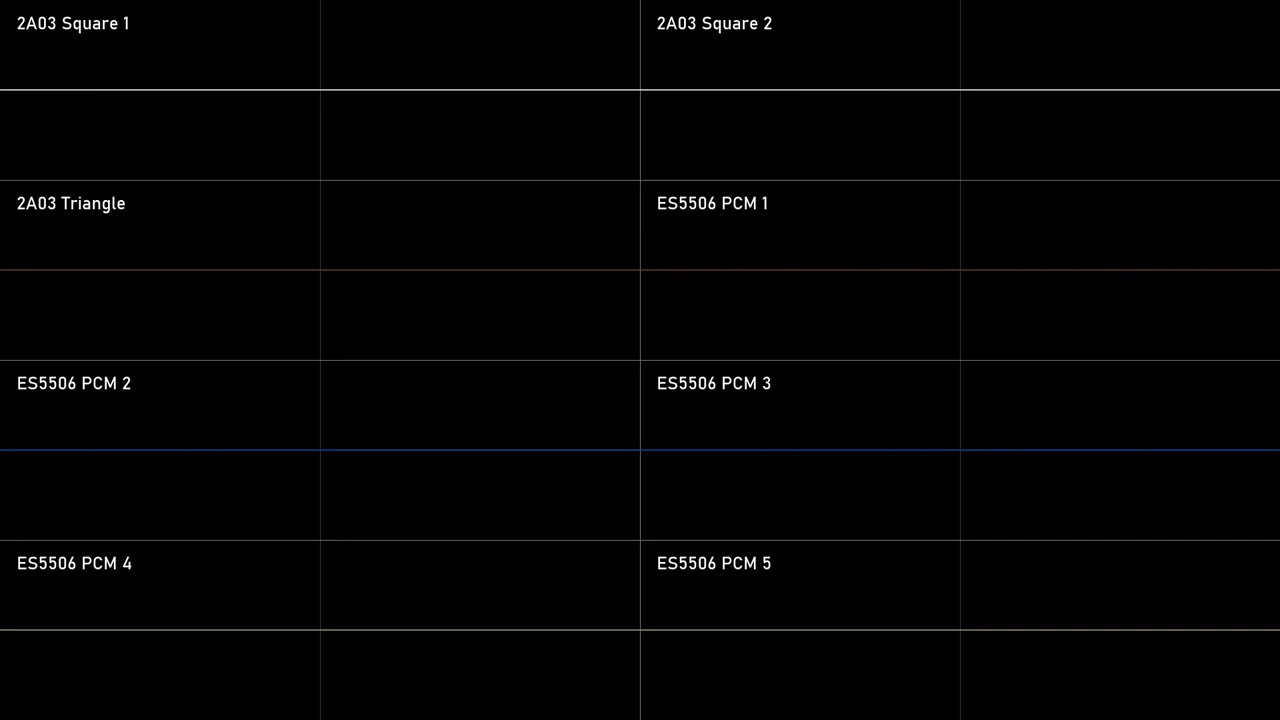 2A03 Square 1
2A03 Square 2
2A03 Triangle
ES5506 PCM 1
ES5506 PCM 2
ES5506 PCM 3
ES5506 PCM 4
ES5506 PCM 5